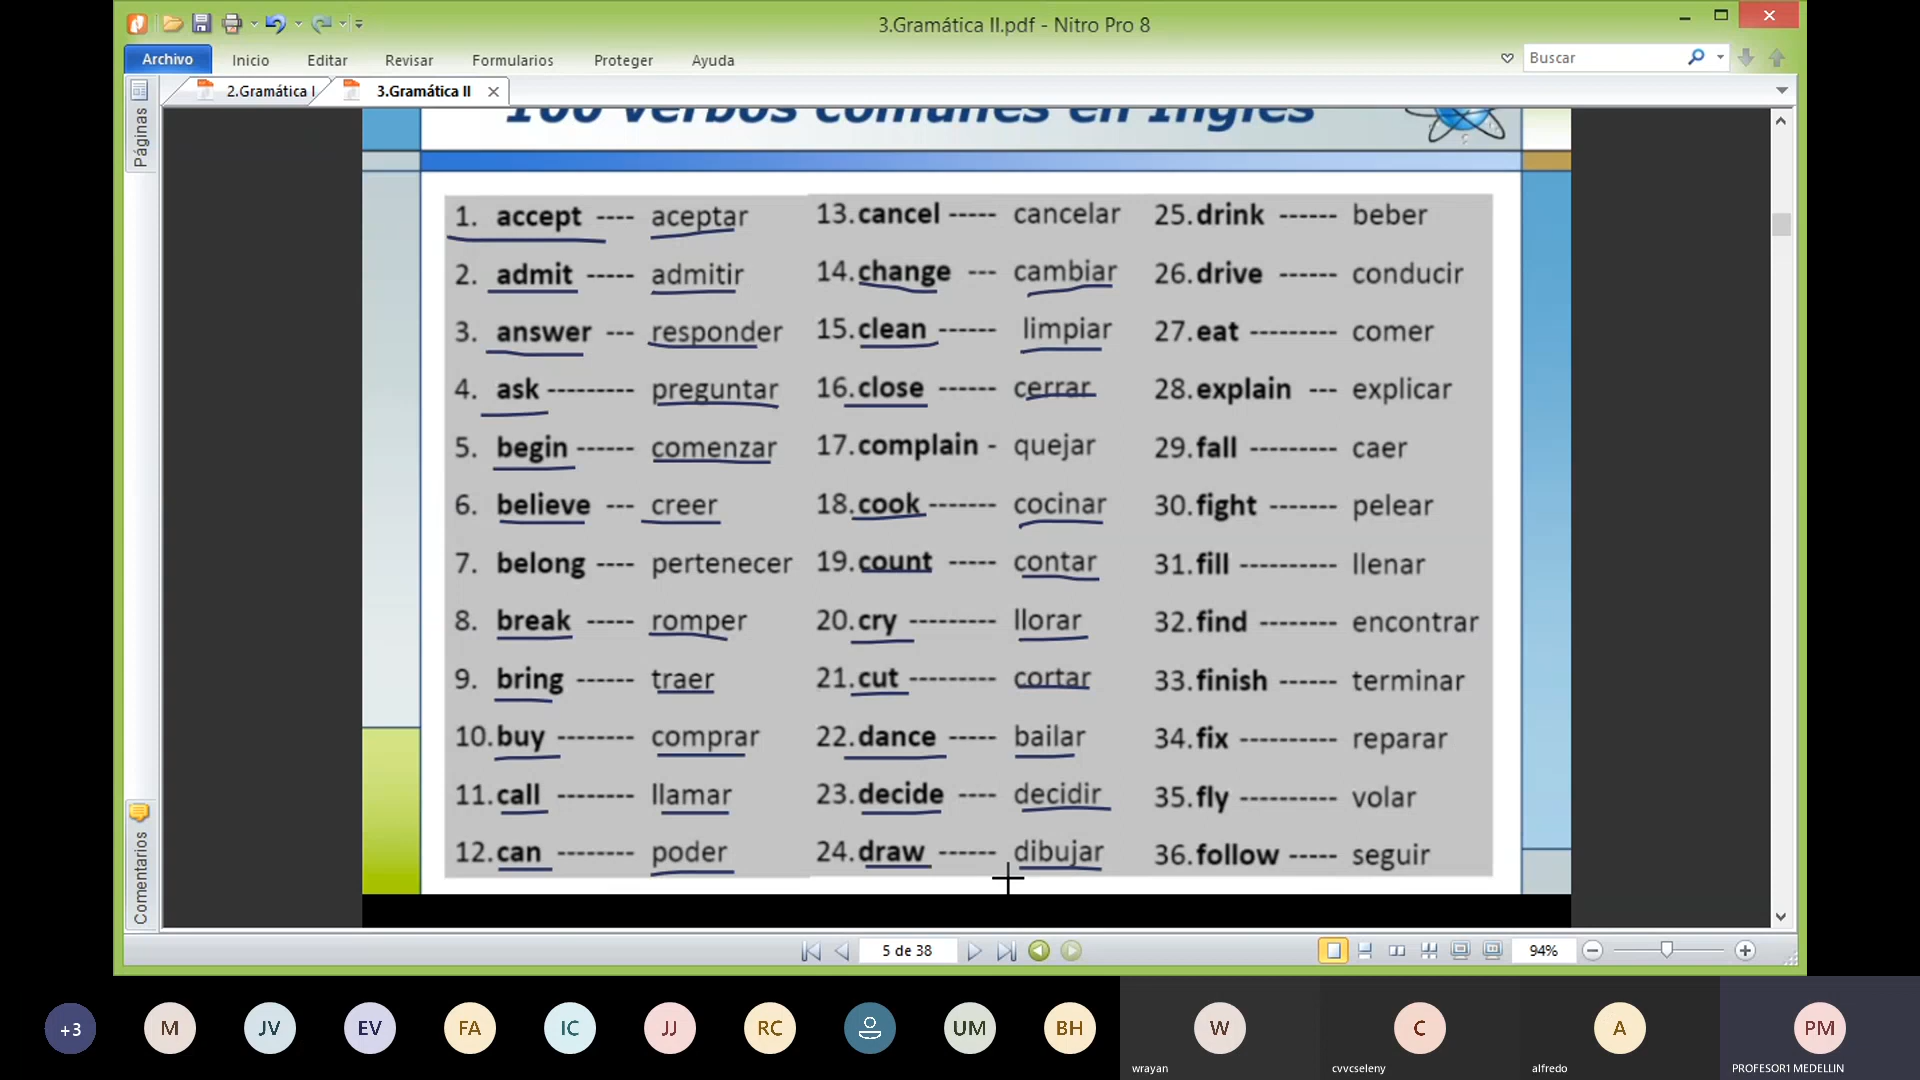 3.Gramática II.pdf - Nitro Pro 8
Archivo Inicio Editar Revisar Formularios Proteger Ayuda Buscar
2.Gramática I 3.Gramática II
Páginas
100 verbos comunes en Inglés
1. accept ---- aceptar
2. admit ----- admitir
3. answer --- responder
4. ask --------- preguntar
5. begin ------ comenzar
6. believe --- creer
7. belong ---- pertenecer
8. break ----- romper
9. bring ------ traer
10. buy -------- comprar
11. call -------- llamar
12. can -------- poder
13. cancel ----- cancelar
14. change --- cambiar
15. clean ------ limpiar
16. close ------ cerrar
17. complain - quejar
18. cook ------- cocinar
19. count ----- contar
20. cry --------- llorar
21. cut --------- cortar
22. dance ----- bailar
23. decide ---- decidir
24. draw ------ dibujar
25. drink ------ beber
26. drive ------ conducir
27. eat --------- comer
28. explain --- explicar
29. fall --------- caer
30. fight ------- pelear
31. fill ---------- llenar
32. find -------- encontrar
33. finish ------ terminar
34. fix ---------- reparar
35. fly ---------- volar
36. follow ----- seguir
Comentarios
5 de 38
94%
+3 M JV EV FA IC JJ RC UM BH W C A PM
wrayan cvvcseleny alfredo PROFESOR1 MEDELLIN